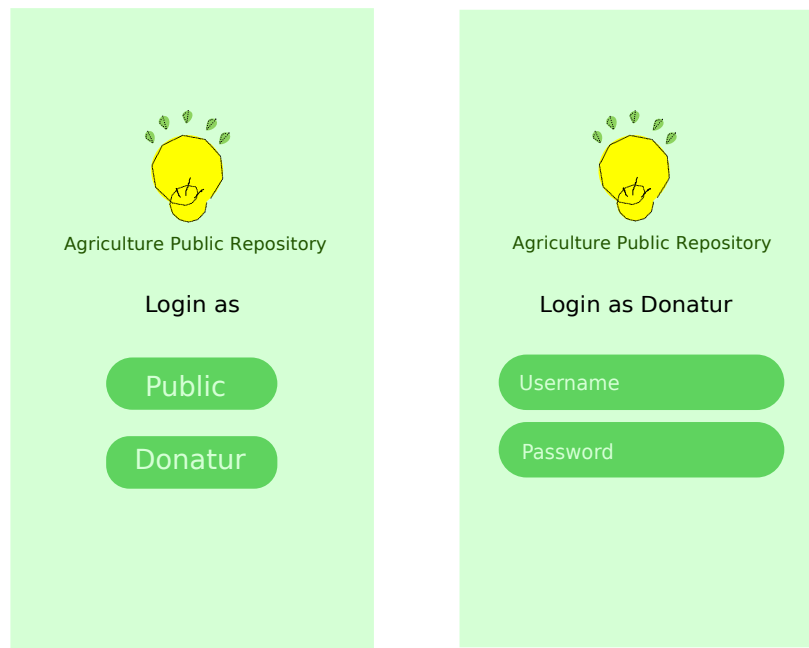 Agriculture Public Repository
Login as
Public
Donatur
Agriculture Public Repository
Login as Donatur
Username
Password